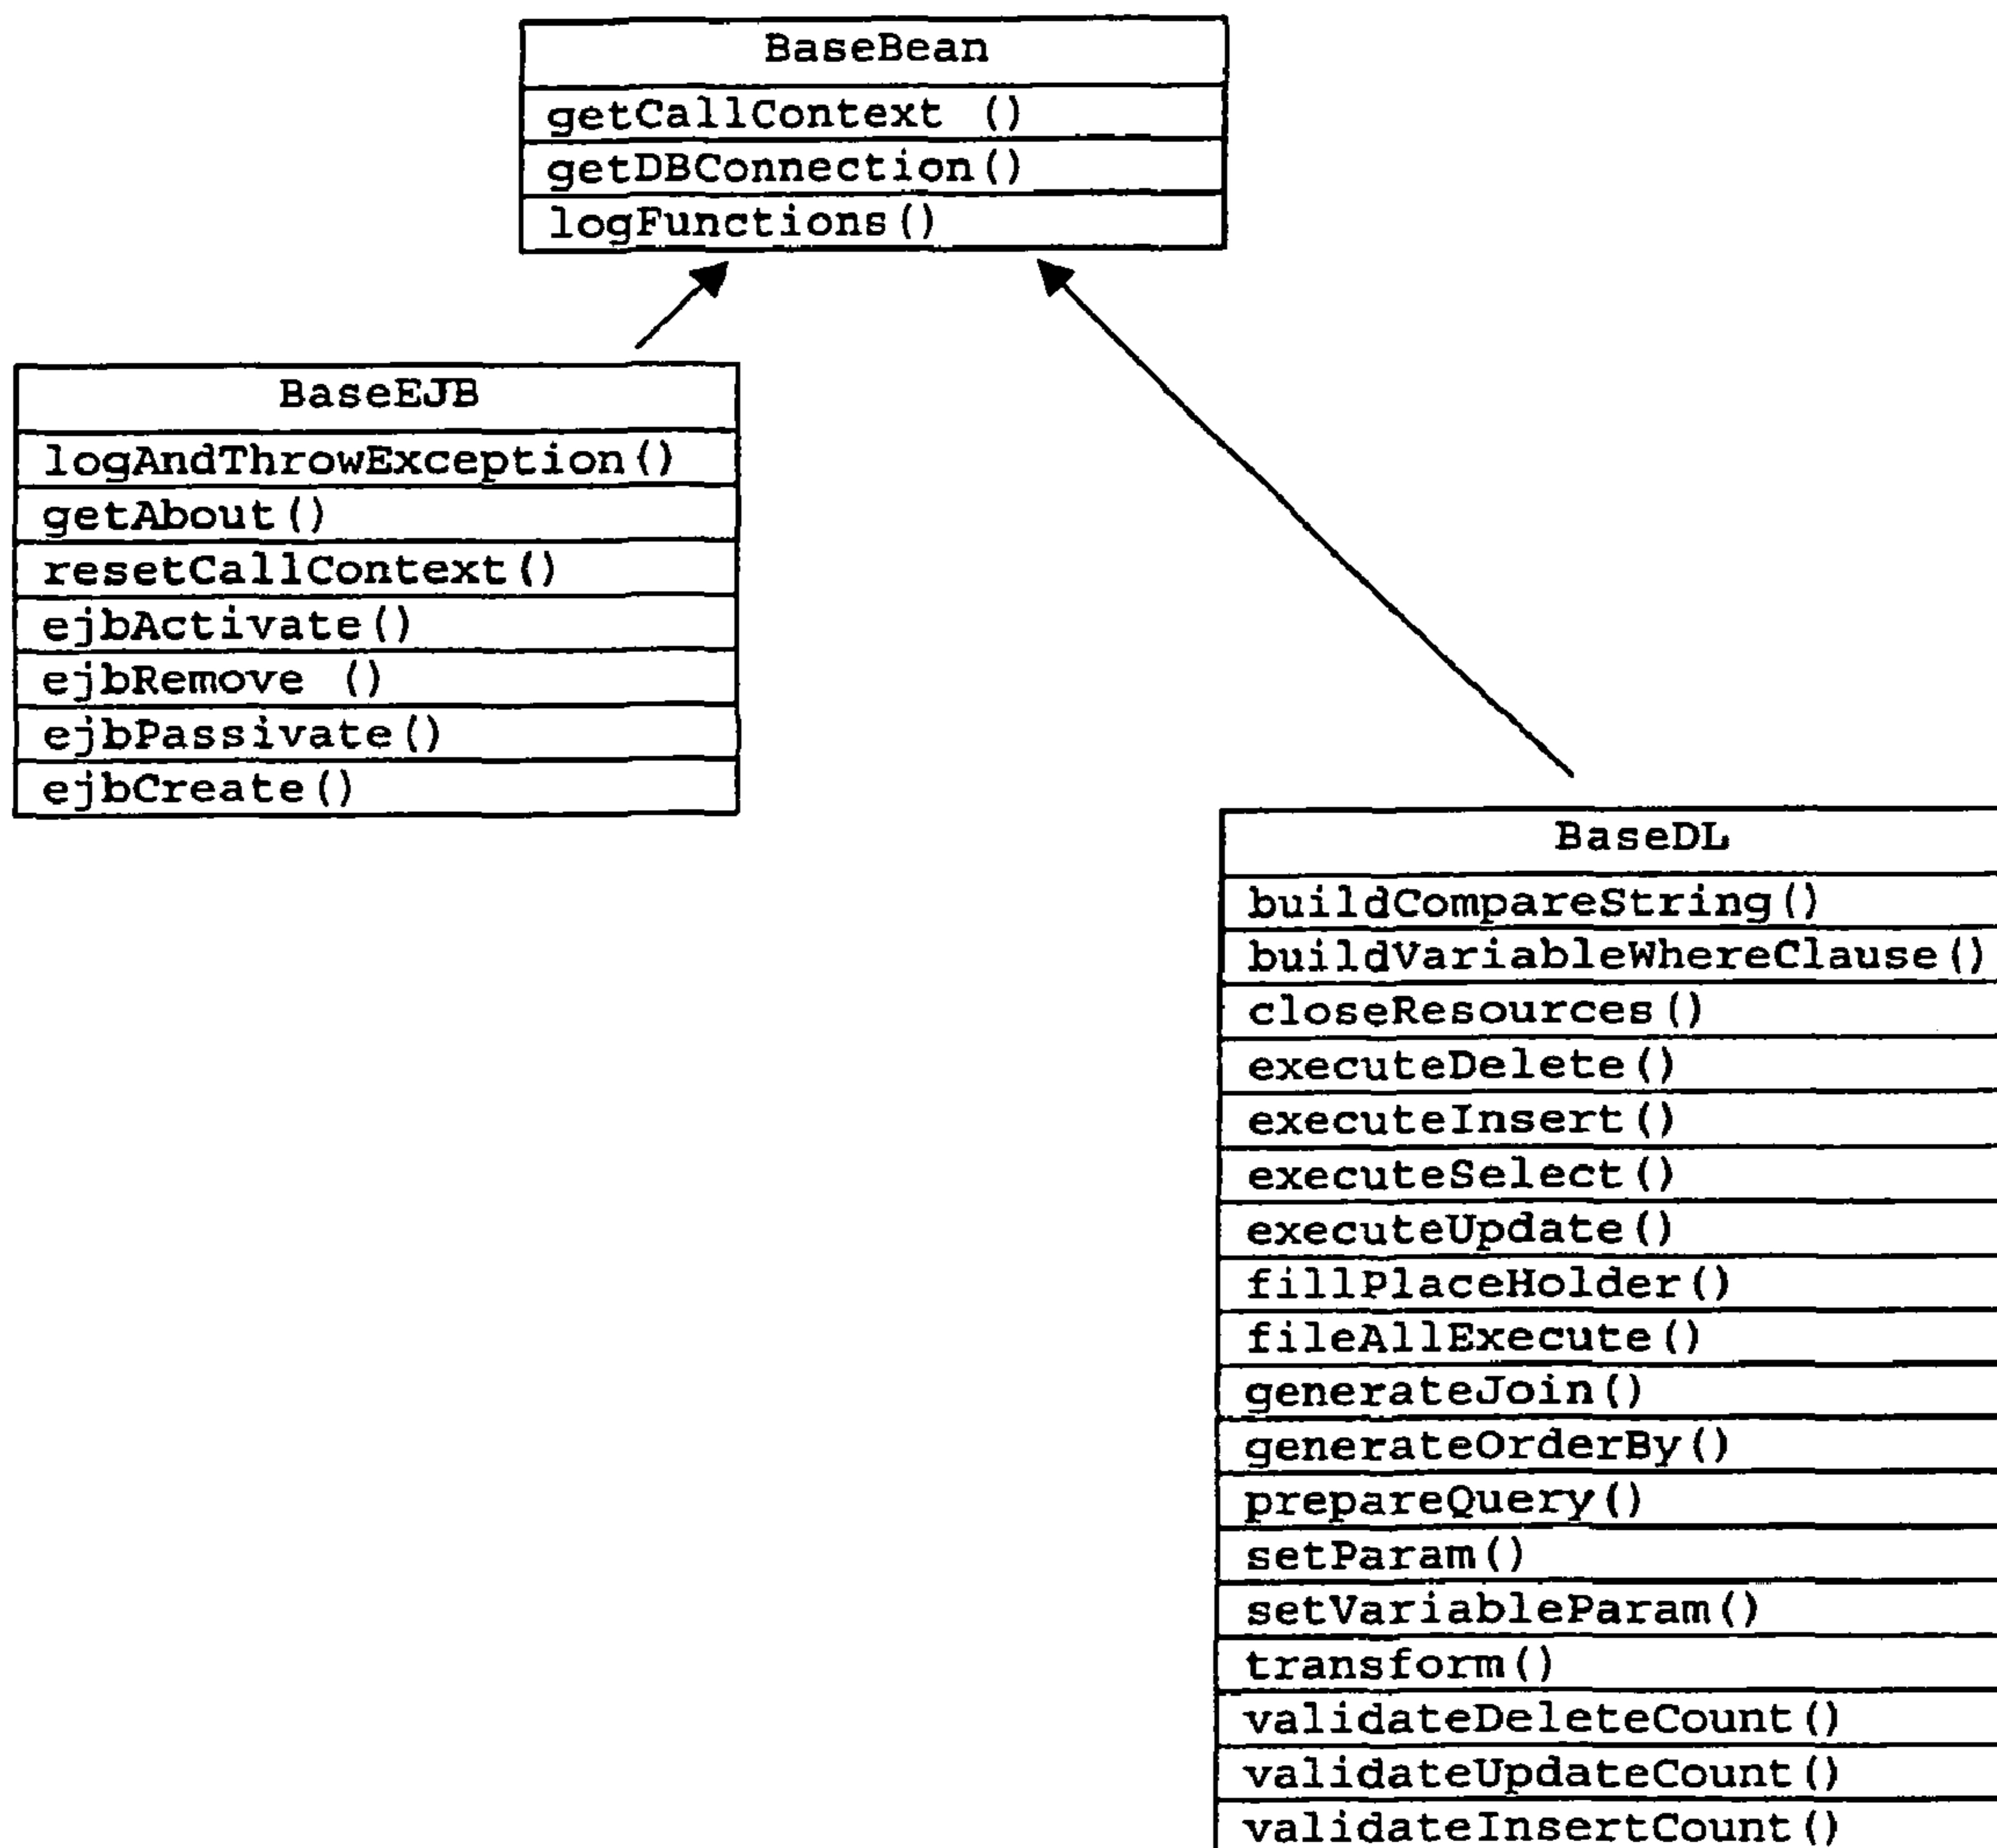 BaseBean
getCallContext ()
getDBConnection()
logFunctions()
BaseEJB
logAndThrowException()
getAbout()
resetCallContext()
ejbActivate()
ejbRemove ()
ejbPassivate()
ejbCreate()
BaseDL
buildCompareString()
buildVariableWhereClause()
closeResources()
executeDelete()
executeInsert()
executeSelect()
executeUpdate()
fillPlaceHolder()
fileAllExecute()
generateJoin()
generateOrderBy()
prepareQuery()
setParam()
setVariableParam()
transform()
validateDeleteCount()
validateUpdateCount()
validateInsertCount()